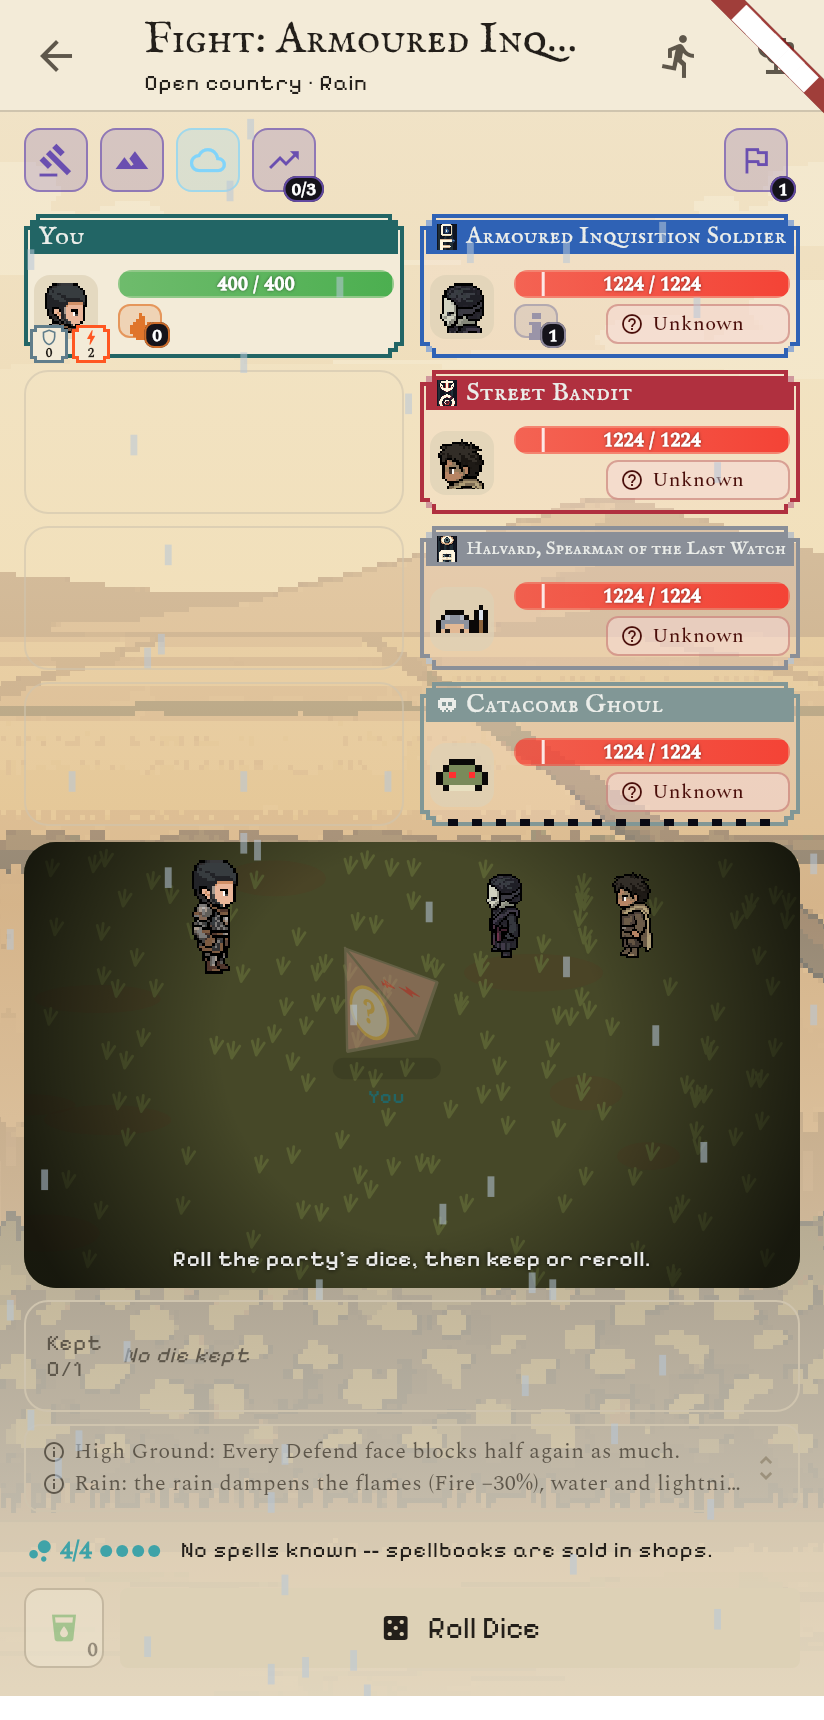 Fight: Armoured Inq...
Open country · Rain
0/3
1
You
400 / 400
0
0
2
Armoured Inquisition Soldier
1224 / 1224
1
Unknown
Street Bandit
1224 / 1224
Unknown
Halvard, Spearman of the Last Watch
1224 / 1224
Unknown
Catacomb Ghoul
1224 / 1224
Unknown
?
You
Roll the party's dice, then keep or reroll.
Kept
0/1
No die kept
High Ground: Every Defend face blocks half again as much.
Rain: the rain dampens the flames (Fire −30%), water and lightni...
4/4
No spells known -- spellbooks are sold in shops.
0
Roll Dice